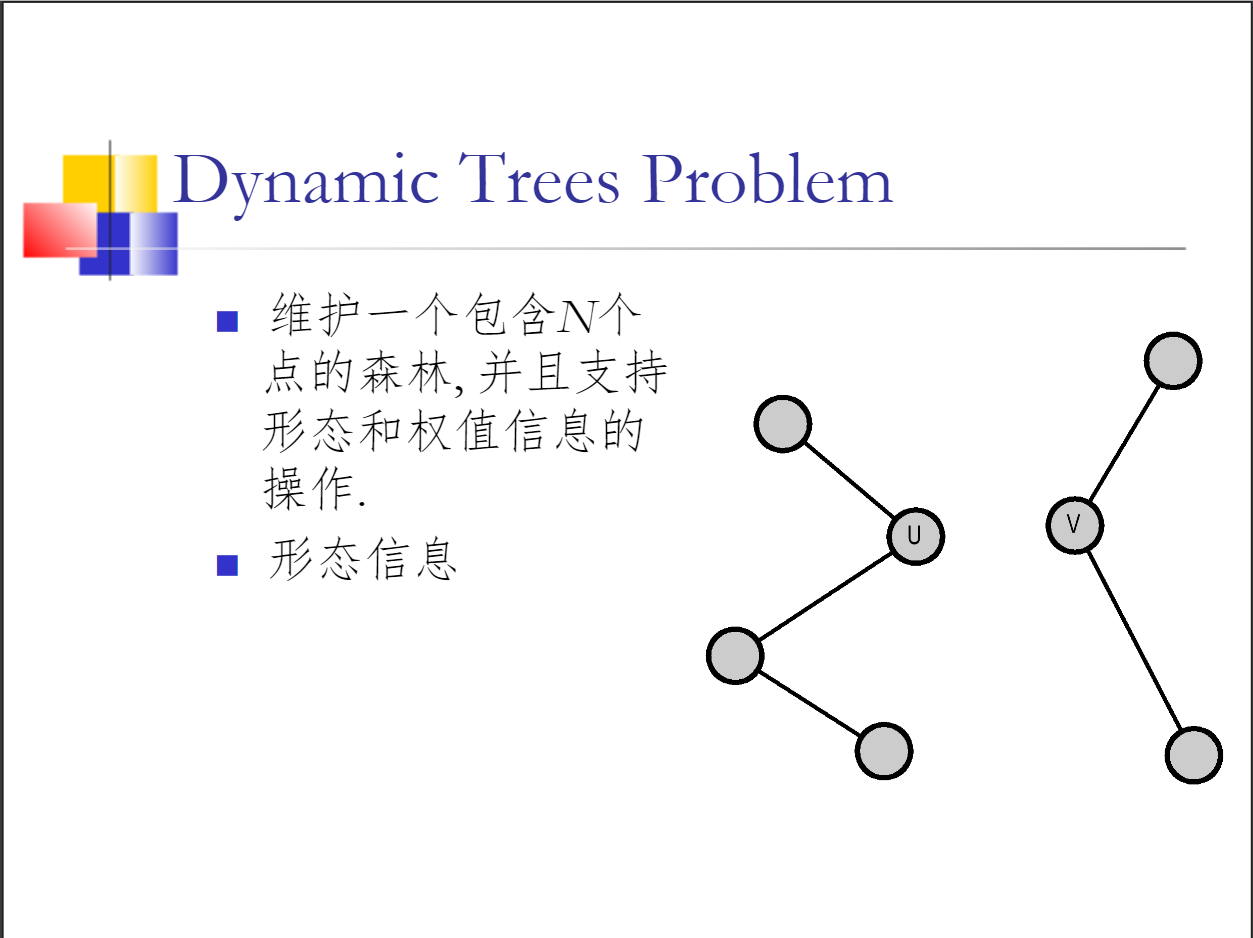 Dynamic Trees Problem
维护一个包含N个
点的森林, 并且支持
形态和权值信息的
操作.
形态信息
U
V